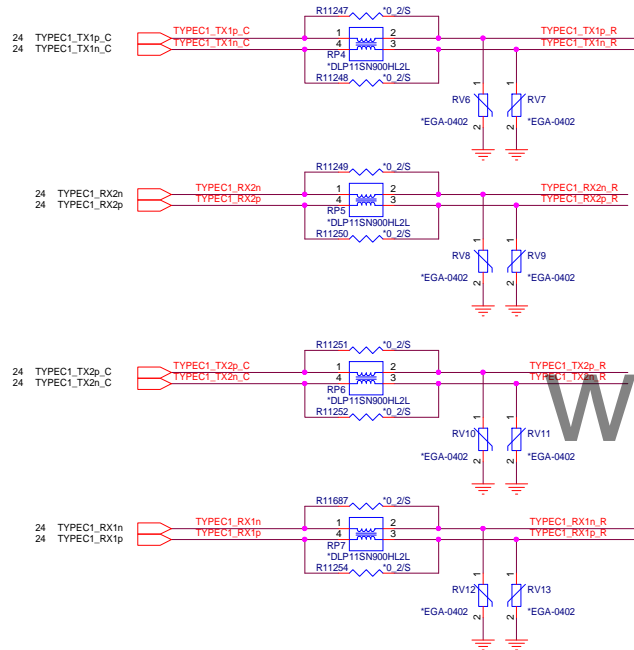 R11247 *0_2/S
24 TYPEC1_TX1p_C TYPEC1_TX1p_C 1 2 TYPEC1_TX1p_R
24 TYPEC1_TX1n_C TYPEC1_TX1n_C 4 3 TYPEC1_TX1n_R
RP4
*DLP11SN900HL2L
R11248 *0_2/S
1 1
RV6 RV7
2 *EGA-0402 2 *EGA-0402
R11249 *0_2/S
24 TYPEC1_RX2n TYPEC1_RX2n 1 2 TYPEC1_RX2n_R
24 TYPEC1_RX2p TYPEC1_RX2p 4 3 TYPEC1_RX2p_R
RP5
*DLP11SN900HL2L
R11250 *0_2/S
1 1
RV8 RV9
2 2
*EGA-0402 *EGA-0402
R11251 *0_2/S
24 TYPEC1_TX2p_C TYPEC1_TX2p_C 1 2 TYPEC1_TX2p_R
24 TYPEC1_TX2n_C TYPEC1_TX2n_C 4 3 TYPEC1_TX2n_R
RP6
*DLP11SN900HL2L
R11252 *0_2/S
W
1 1
RV10 RV11
2 2
*EGA-0402 *EGA-0402
R11687 *0_2/S
24 TYPEC1_RX1n TYPEC1_RX1n 1 2 TYPEC1_RX1n_R
24 TYPEC1_RX1p TYPEC1_RX1p 4 3 TYPEC1_RX1p_R
RP7
*DLP11SN900HL2L
R11254 *0_2/S
1 1
RV12 RV13
2 2
*EGA-0402 *EGA-0402